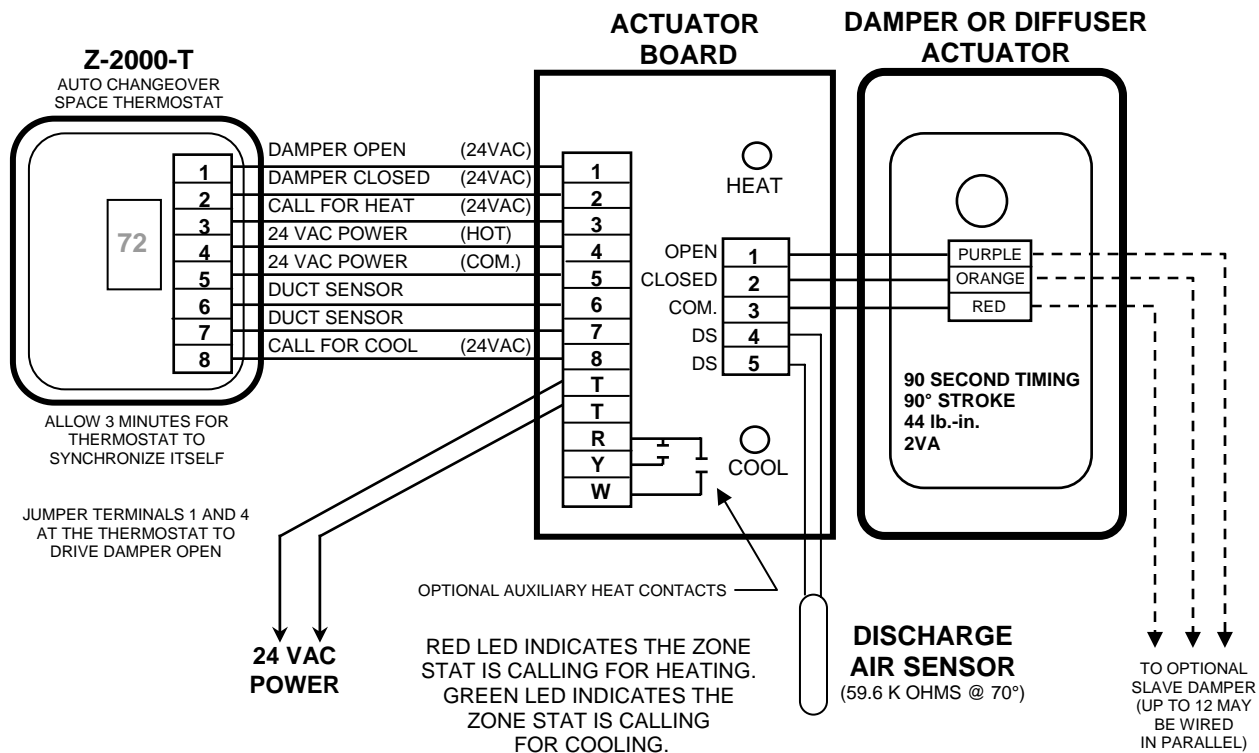 ACTUATOR
BOARD
DAMPER OR DIFFUSER
ACTUATOR
Z-2000-T
AUTO CHANGEOVER
SPACE THERMOSTAT
72
1
2
3
4
5
6
7
8
DAMPER OPEN (24VAC)
DAMPER CLOSED (24VAC)
CALL FOR HEAT (24VAC)
24 VAC POWER (HOT)
24 VAC POWER (COM.)
DUCT SENSOR
DUCT SENSOR
CALL FOR COOL (24VAC)
1
2
3
4
5
6
7
8
T
T
R
Y
W
HEAT
OPEN 1
CLOSED 2
COM. 3
DS 4
DS 5
COOL
PURPLE
ORANGE
RED
90 SECOND TIMING
90° STROKE
44 lb.-in.
2VA
ALLOW 3 MINUTES FOR
THERMOSTAT TO
SYNCHRONIZE ITSELF
JUMPER TERMINALS 1 AND 4
AT THE THERMOSTAT TO
DRIVE DAMPER OPEN
24 VAC
POWER
OPTIONAL AUXILIARY HEAT CONTACTS
RED LED INDICATES THE ZONE
STAT IS CALLING FOR HEATING.
GREEN LED INDICATES THE
ZONE STAT IS CALLING
FOR COOLING.
DISCHARGE
AIR SENSOR
(59.6 K OHMS @ 70°)
TO OPTIONAL
SLAVE DAMPER
(UP TO 12 MAY
BE WIRED
IN PARALLEL)